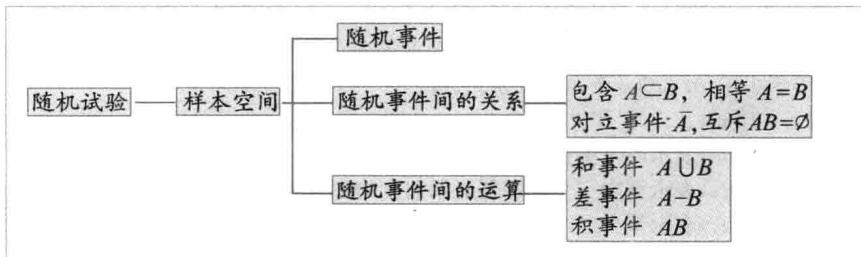 随机事件
随机试验
样本空间
随机事件间的关系
包含 A⊂B, 相等 A=B
对立事件 A̅, 互斥AB=∅
随机事件间的运算
和事件 A∪B
差事件 A-B
积事件 AB